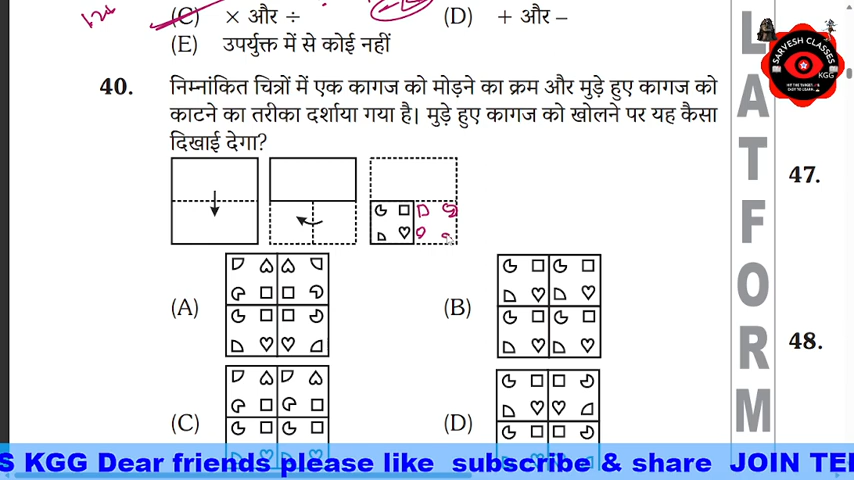 (C) × और ÷ (D) + और –
(E) उपर्युक्त में से कोई नहीं
40. निम्नांकित चित्रों में एक कागज को मोड़ने का क्रम और मुड़े हुए कागज को
काटने का तरीका दर्शाया गया है। मुड़े हुए कागज को खोलने पर यह कैसा
दिखाई देगा?
(A) (B)
(C) (D)
L
A
T
F
O
R
M
SARVESH CLASSES
KGG
47.
48.
S KGG Dear friends please like subscribe & share JOIN TE